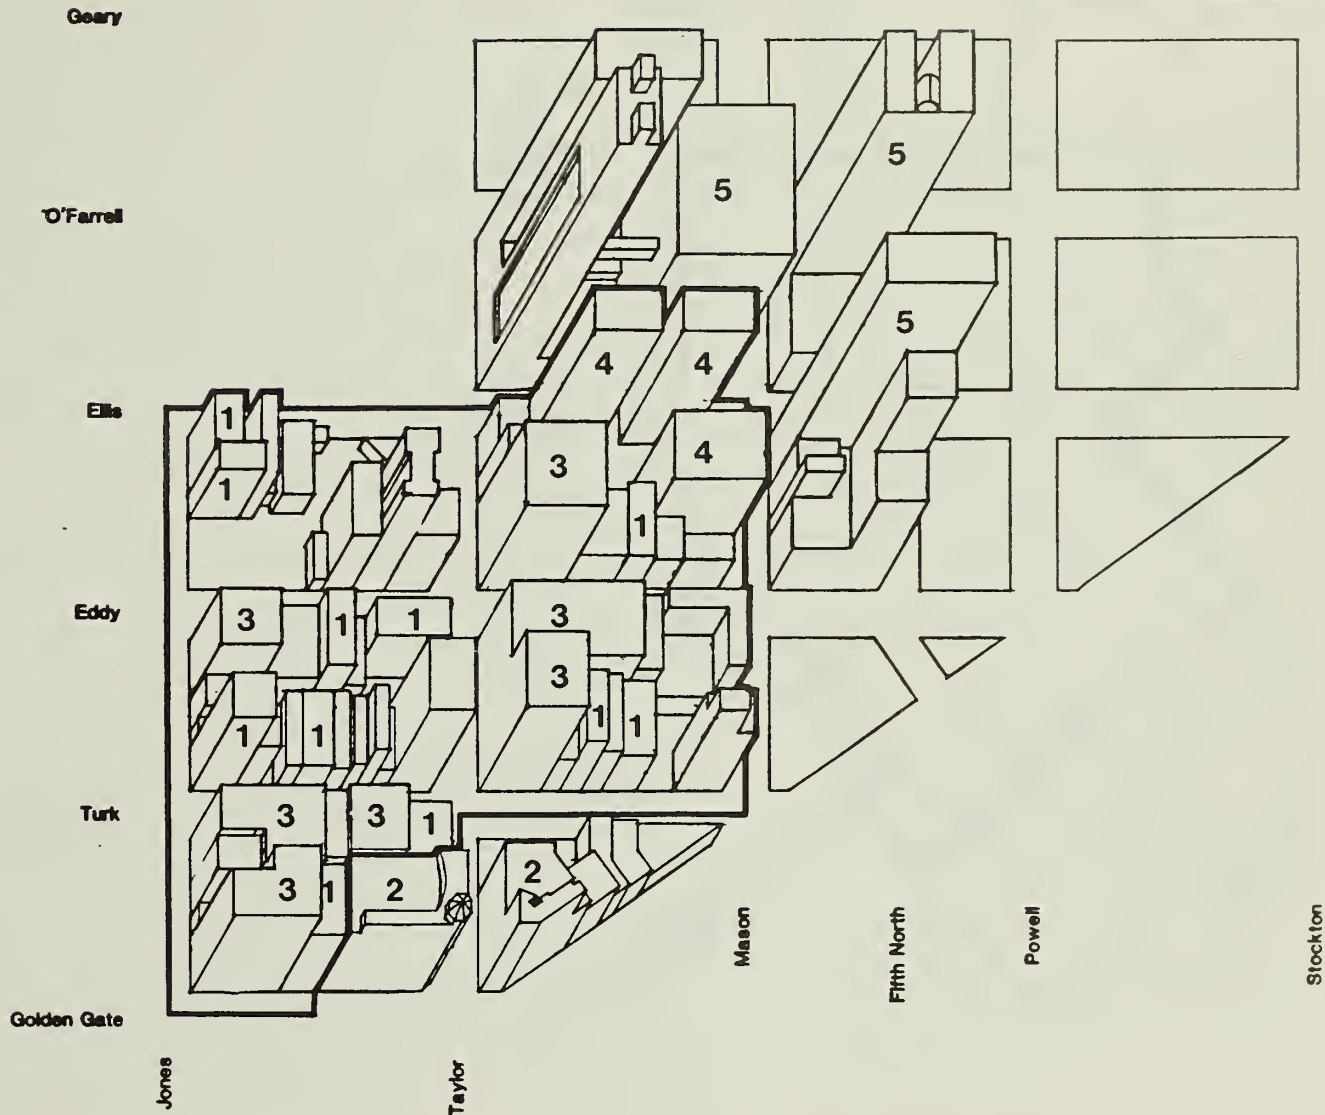 Geary
O'Farrell
5
5
5
4 4
Ellis
1
3 4
1
1
Eddy
3 1 1 3
3
1 1 1 1
Turk
3 3 1
3 1 2 2
Golden Gate
Jones
Taylor
Mason
Fifth North
Powell
Stockton